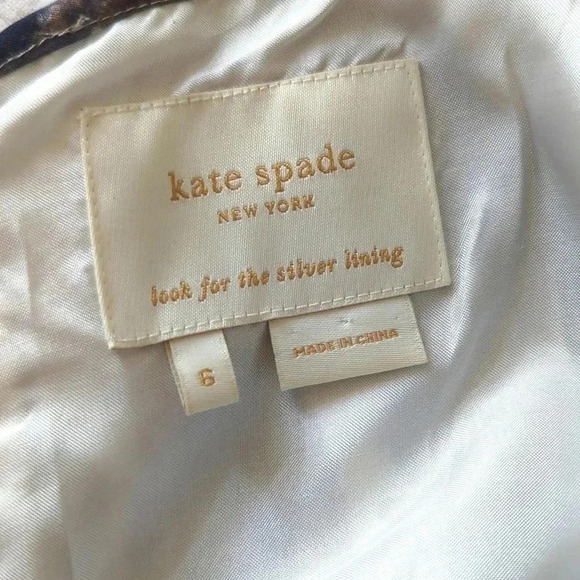 kate spade
NEW YORK
look for the silver lining
6
MADE IN CHINA